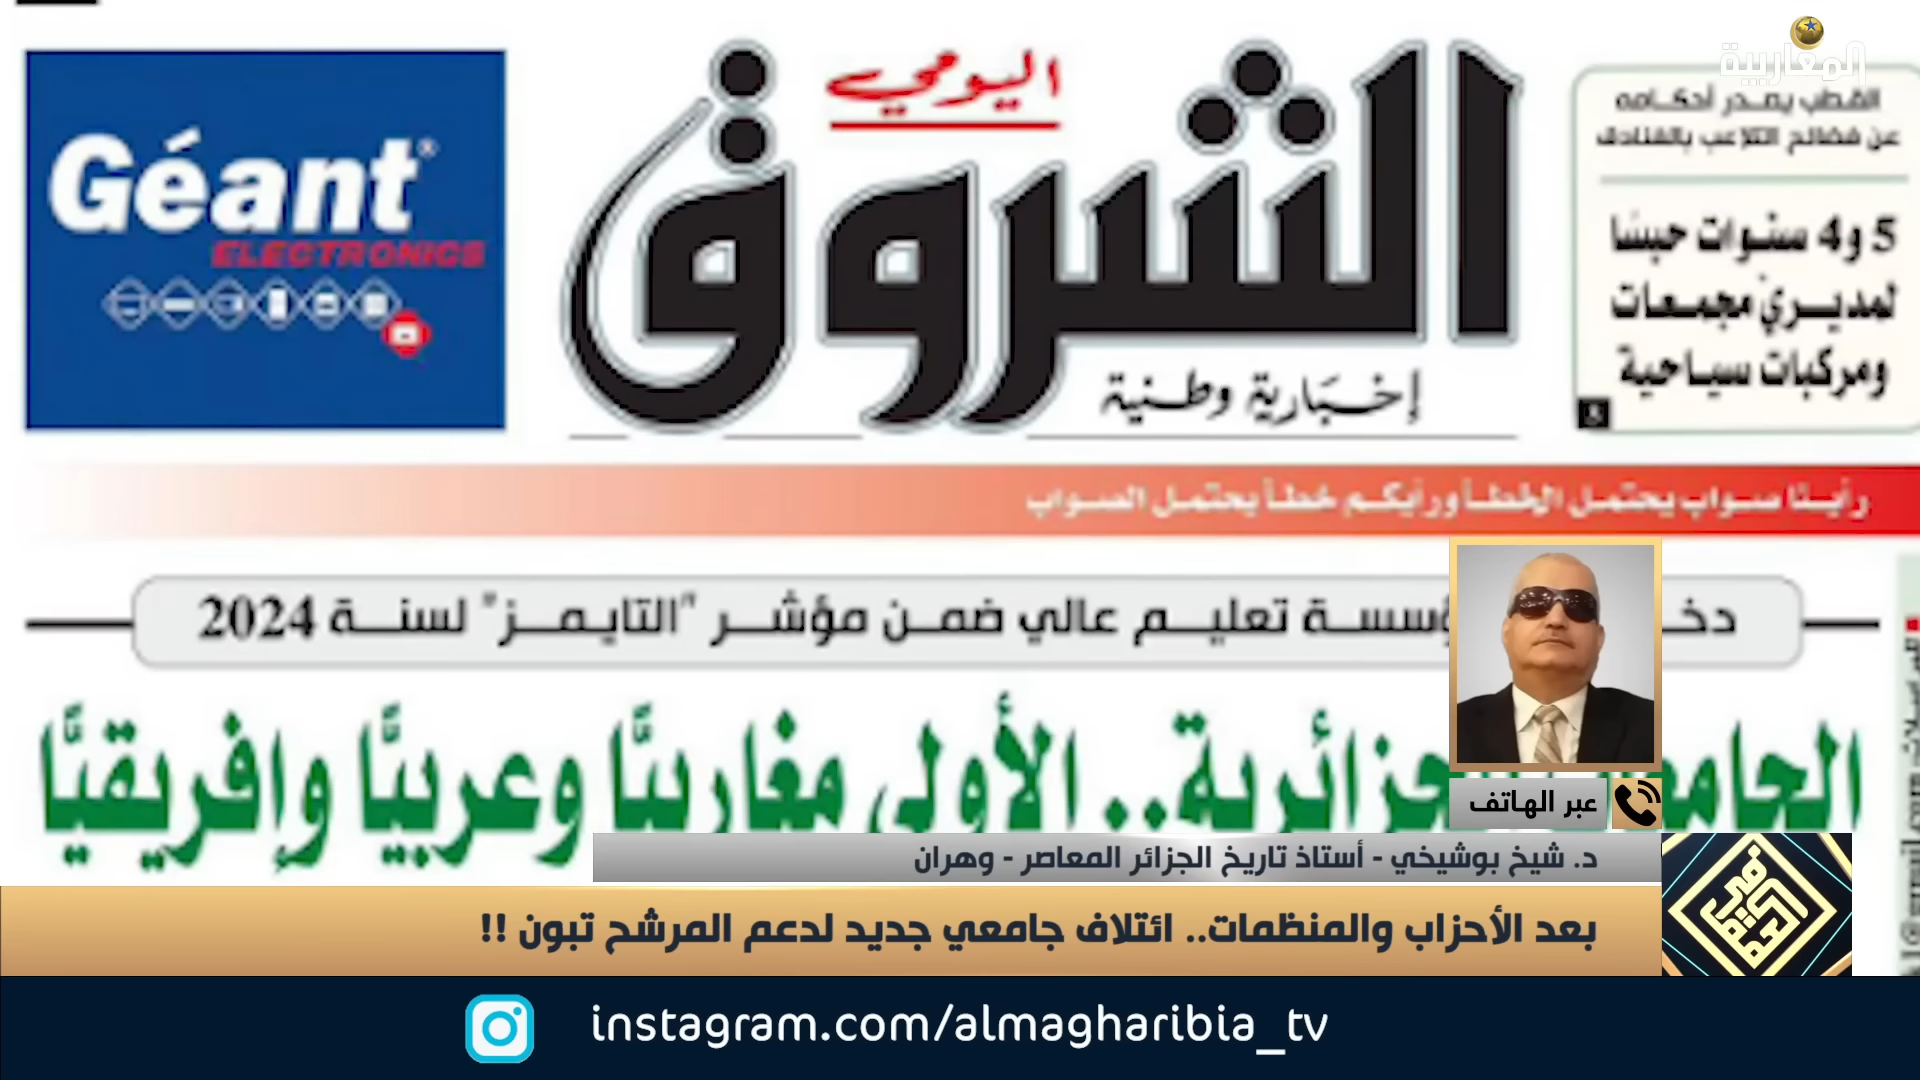 المغاربية
Géant
ELECTRONICS
اليومي
الشروق
إخبارية وطنية
القطب يصدر أحكامه
عن فضائح التلاعب بالفنادق
5 و4 سنوات حبسًا
لمديري مجمعات
ومركبات سياحية
رأينا صواب يحتمل الخطأ ورأيكم خطأ يحتمل الصواب
تعليم عالي ضمن مؤشر "التايمز" لسنة 2024
الأولى مغاربيًّا وعربيًّا وإفريقيًّا
عبر الهاتف
د. شيخ بوشيخي - أستاذ تاريخ الجزائر المعاصر - وهران
بعد الأحزاب والمنظمات.. ائتلاف جامعي جديد لدعم المرشح تبون !!
في العمق
instagram.com/almagharibia_tv